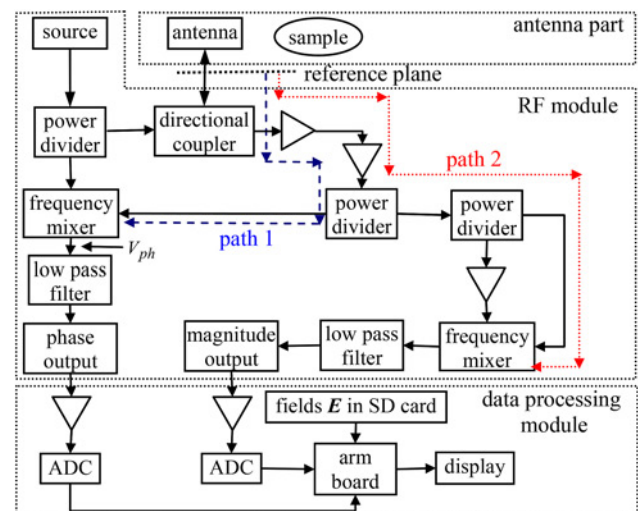 source
antenna
sample
antenna part
reference plane
RF module
power
divider
directional
coupler
path 2
frequency
mixer
path 1
power
divider
power
divider
Vph
low pass
filter
phase
output
magnitude
output
low pass
filter
frequency
mixer
fields E in SD card
data processing
module
ADC
ADC
arm
board
display